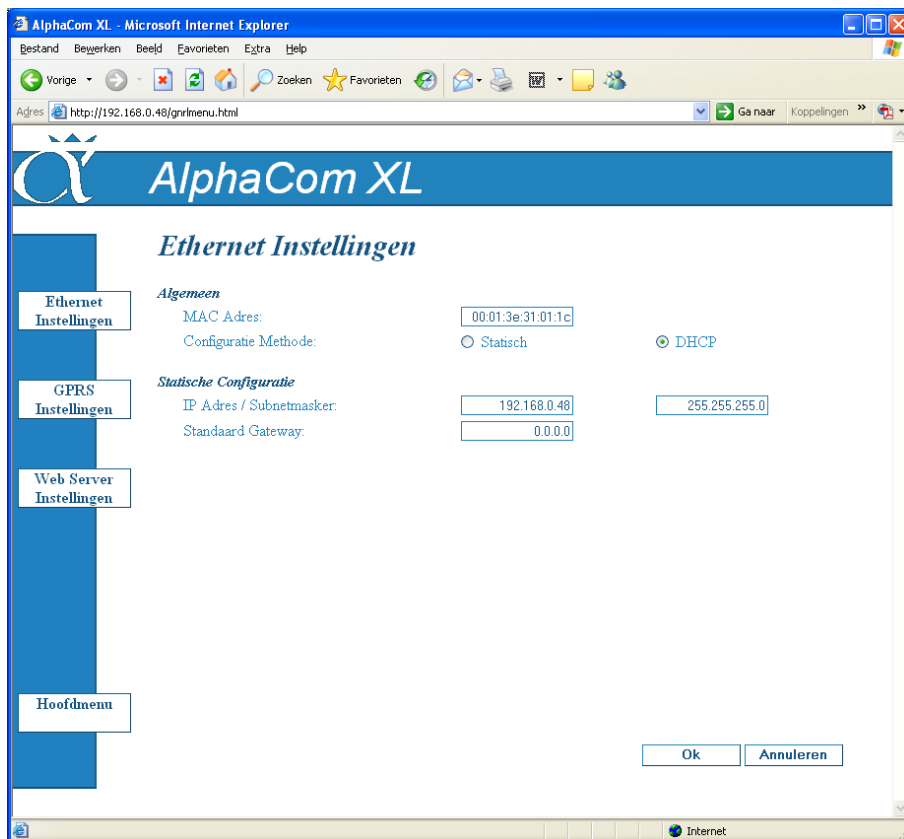 AlphaCom XL - Microsoft Internet Explorer
Bestand Bewerken Beeld Favorieten Extra Help
Vorige Zoeken Favorieten
Adres http://192.168.0.48/gnrlmenu.html Ga naar Koppelingen »
AlphaCom XL
Ethernet Instellingen
Algemeen
MAC Adres: 00:01:3e:31:01:1c
Configuratie Methode: Statisch DHCP
Statische Configuratie
IP Adres / Subnetmasker: 192.168.0.48 255.255.255.0
Standaard Gateway: 0.0.0.0
Ethernet
Instellingen
GPRS
Instellingen
Web Server
Instellingen
Hoofdmenu
Ok Annuleren
Internet